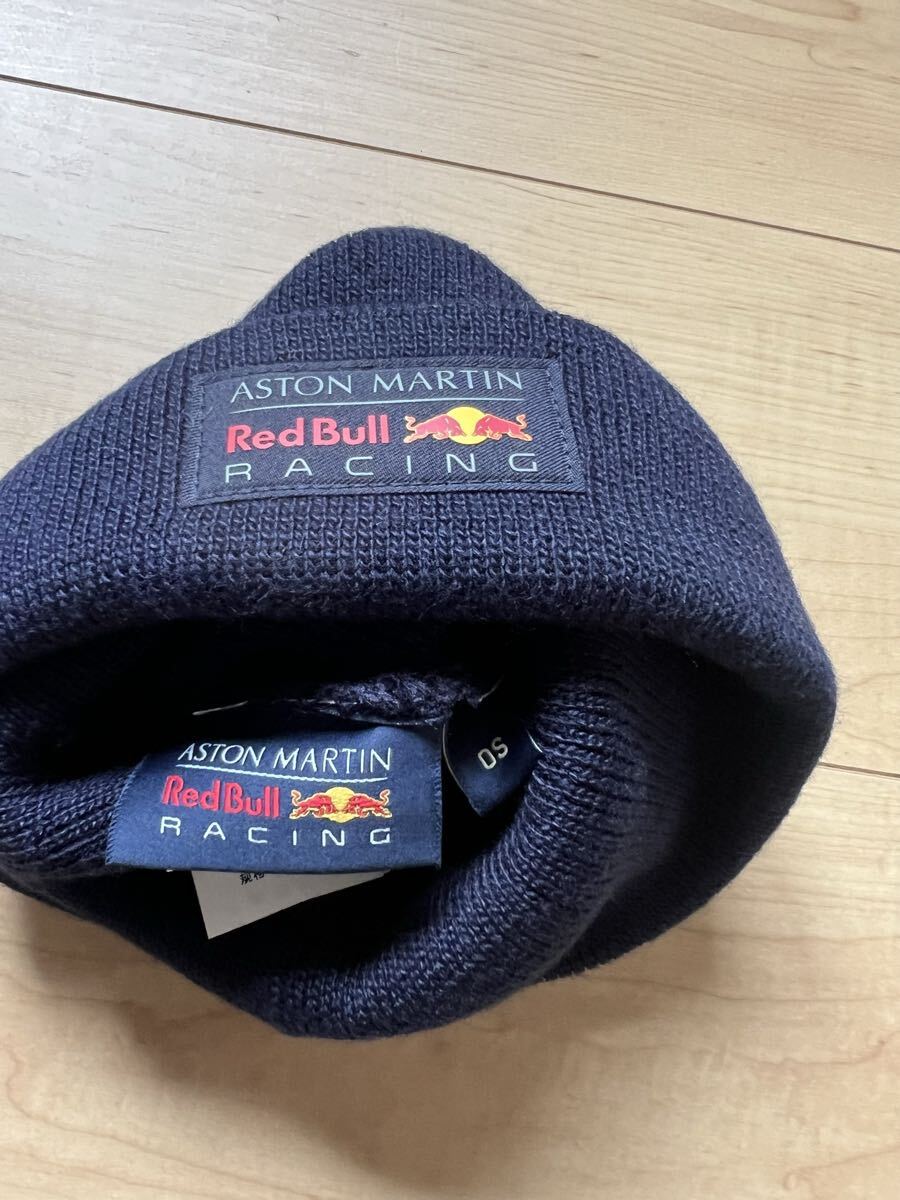 ASTON MARTIN
Red Bull
RACING
ASTON MARTIN
Red Bull
RACING
OS